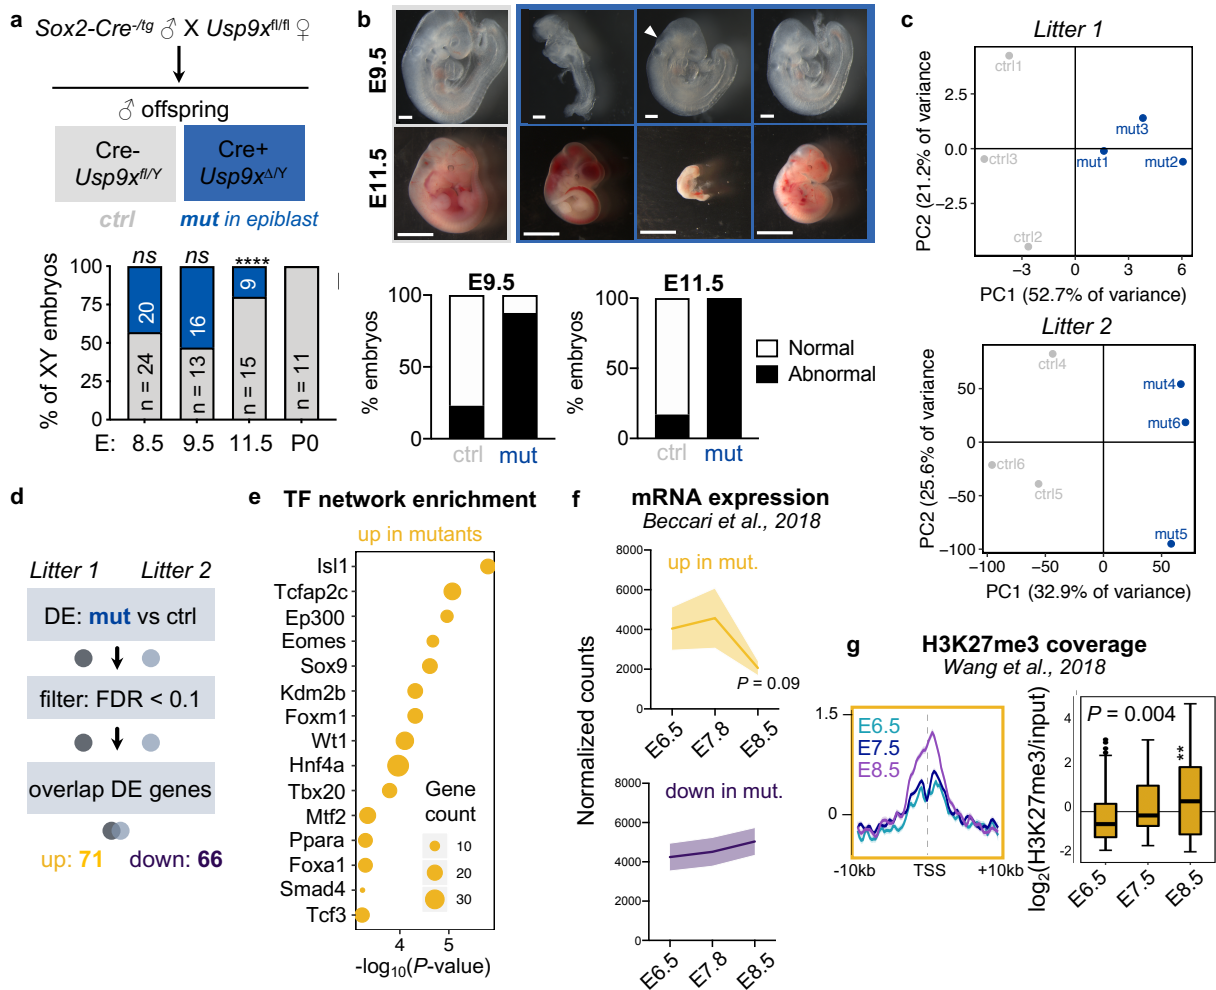 a
Sox2-Cre-/tg ♂ X Usp9xfl/fl ♀
♂ offspring
Cre-
Usp9xfl/Y
Cre+
Usp9xΔ/Y
ctrl
mut in epiblast
ns
ns
****
% of XY embryos
100
75
50
25
0
20
16
9
n = 24
n = 13
n = 15
n = 11
E:
8.5
9.5
11.5
P0
b
E9.5
E11.5
E9.5
% embryos
100
50
0
ctrl
mut
E11.5
% embryos
100
50
0
ctrl
mut
Normal
Abnormal
c
Litter 1
PC2 (21.2% of variance)
2.5
0.0
−2.5
ctrl1
ctrl3
ctrl2
mut3
mut1
mut2
−3
0
3
6
PC1 (52.7% of variance)
Litter 2
PC2 (25.6% of variance)
50
0
−50
−100
ctrl4
ctrl6
ctrl5
mut4
mut6
mut5
−100
−50
0
50
PC1 (32.9% of variance)
d
Litter 1
Litter 2
DE: mut vs ctrl
filter: FDR < 0.1
overlap DE genes
up: 71
down: 66
e
TF network enrichment
up in mutants
Isl1
Tcfap2c
Ep300
Eomes
Sox9
Kdm2b
Foxm1
Wt1
Hnf4a
Tbx20
Mtf2
Ppara
Foxa1
Smad4
Tcf3
Gene
count
10
20
30
4
5
-log10(P-value)
f
mRNA expression
Beccari et al., 2018
Normalized counts
8000
6000
4000
2000
0
up in mut.
P = 0.09
E6.5
E7.8
E8.5
8000
6000
4000
2000
0
down in mut.
E6.5
E7.8
E8.5
g
H3K27me3 coverage
Wang et al., 2018
1.5
0
E6.5
E7.5
E8.5
-10kb
TSS
+10kb
log2(H3K27me3/input)
4
2
0
-2
P = 0.004
**
E6.5
E7.5
E8.5